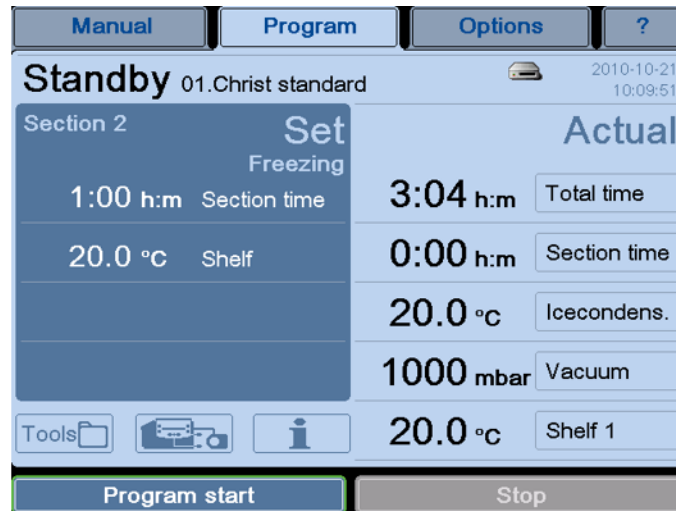 Manual Program Options ?
Standby 01.Christ standard
2010-10-21
10:09:51
Section 2 Set
Freezing
1:00 h:m Section time
20.0 °C Shelf
Actual
3:04 h:m Total time
0:00 h:m Section time
20.0 °C Icecondens.
1000 mbar Vacuum
20.0 °C Shelf 1
Tools i
Program start Stop